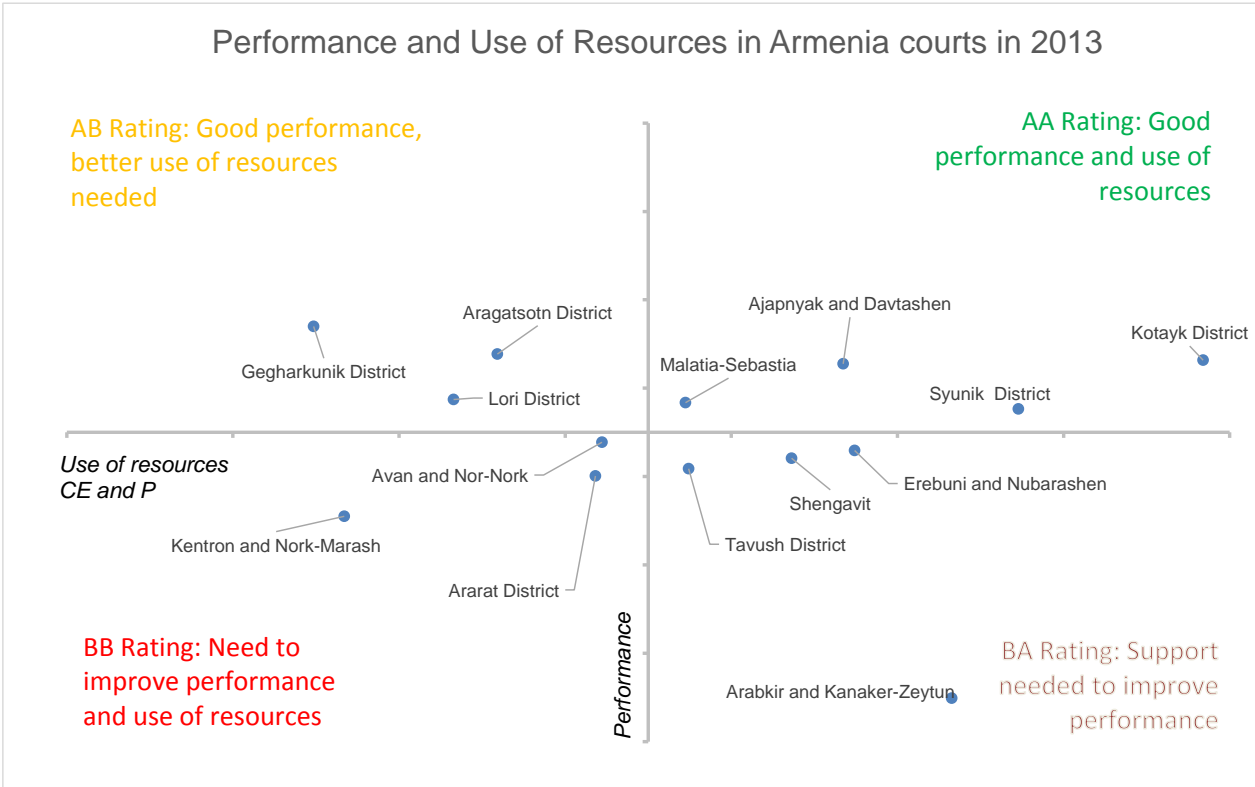 Performance and Use of Resources in Armenia courts in 2013
AB Rating: Good performance,
better use of resources
needed
AA Rating: Good
performance and use of
resources
Aragatsotn District
Ajapnyak and Davtashen
Kotayk District
Gegharkunik District
Malatia-Sebastia
Lori District
Syunik District
Use of resources
CE and P
Avan and Nor-Nork
Erebuni and Nubarashen
Shengavit
Kentron and Nork-Marash
Tavush District
Ararat District
Performance
BB Rating: Need to
improve performance
and use of resources
Arabkir and Kanaker-Zeytun
BA Rating: Support
needed to improve
performance